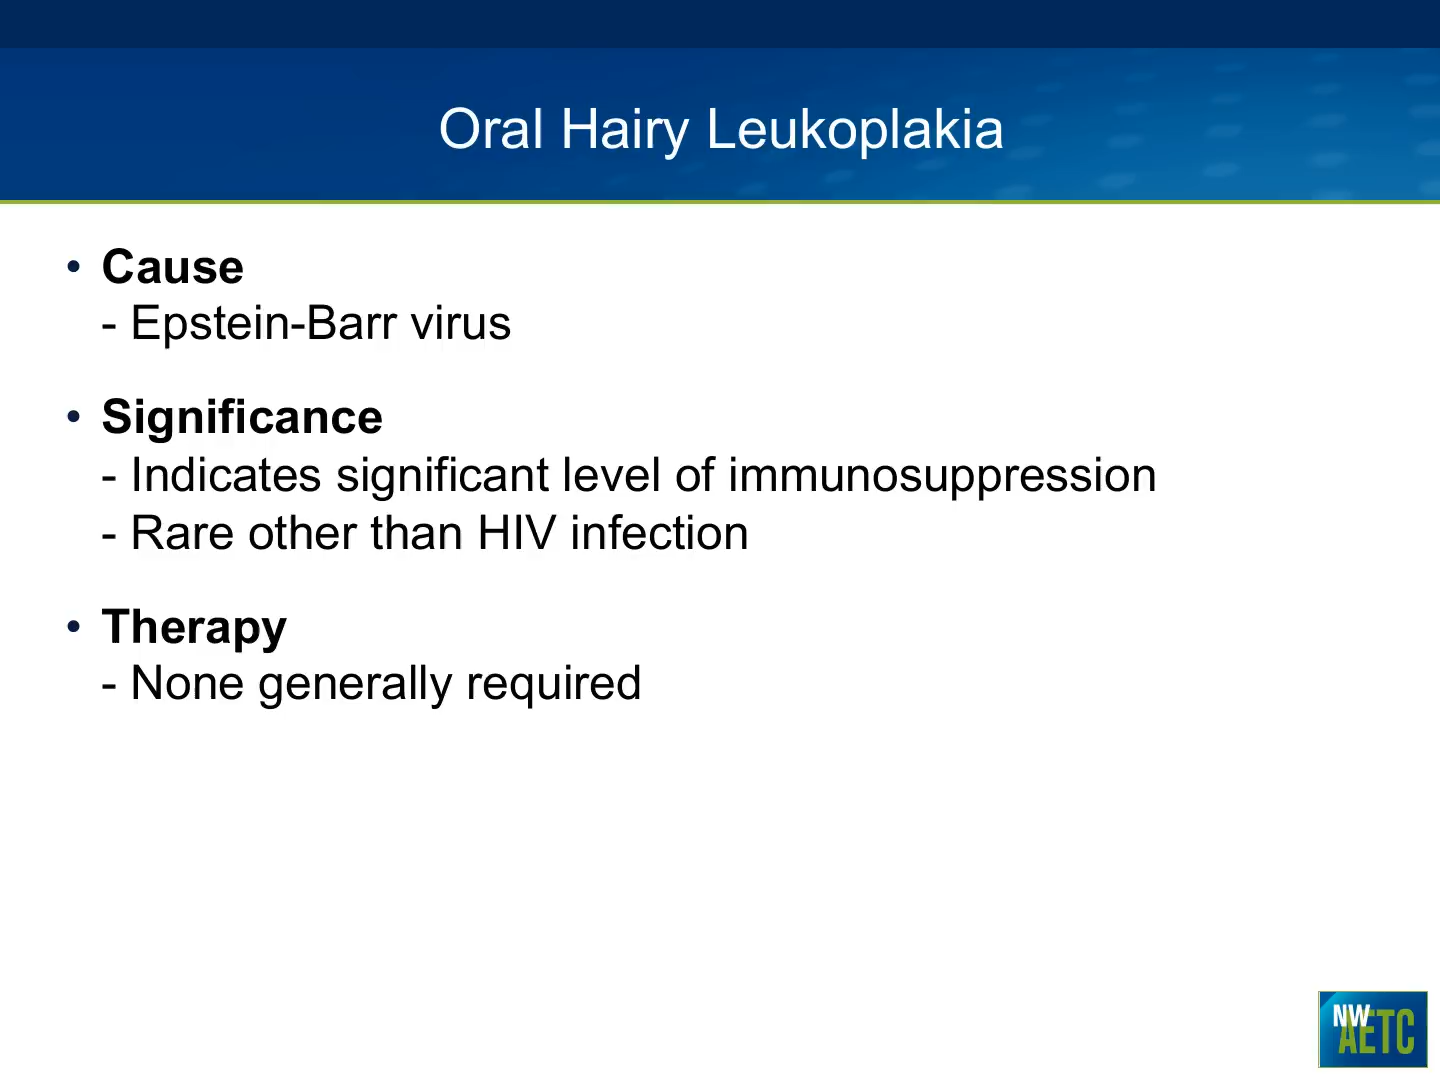 Oral Hairy Leukoplakia
• Cause
- Epstein-Barr virus
• Significance
- Indicates significant level of immunosuppression
- Rare other than HIV infection
• Therapy
- None generally required
NW
AETC